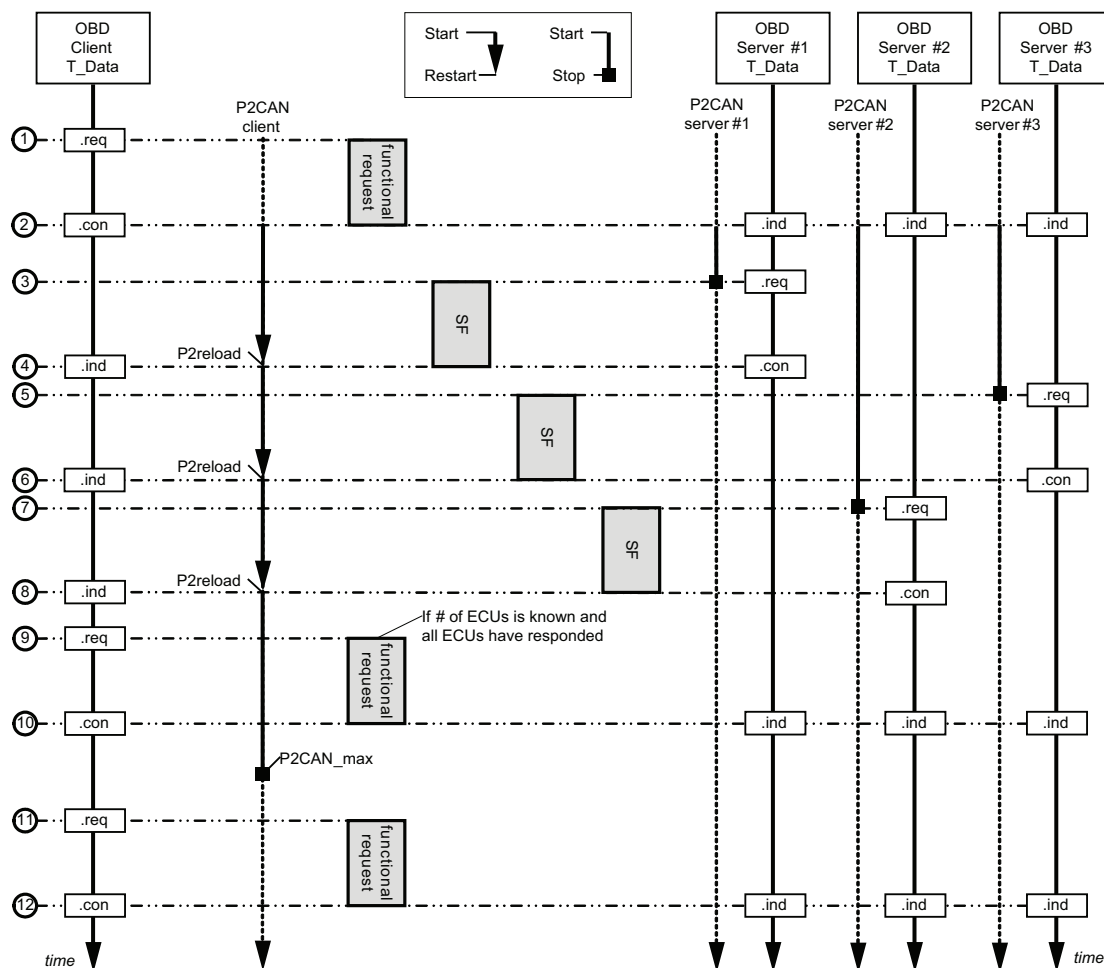 OBD
Client
T_Data
Start
Restart
Start
Stop
OBD
Server #1
T_Data
OBD
Server #2
T_Data
OBD
Server #3
T_Data
P2CAN
client
P2CAN
server #1
P2CAN
server #2
P2CAN
server #3
1
.req
functional
request
2
.con
.ind
.ind
.ind
3
.req
SF
4
.ind
P2reload
.con
5
.req
SF
6
.ind
P2reload
.con
7
.req
SF
8
.ind
P2reload
.con
If # of ECUs is known and
all ECUs have responded
9
.req
functional
request
10
.con
.ind
.ind
.ind
P2CAN_max
11
.req
functional
request
12
.con
.ind
.ind
.ind
time
time